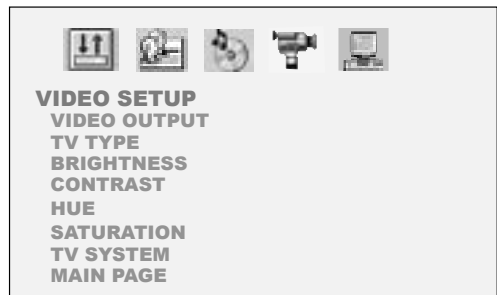 VIDEO SETUP
VIDEO OUTPUT
TV TYPE
BRIGHTNESS
CONTRAST
HUE
SATURATION
TV SYSTEM
MAIN PAGE